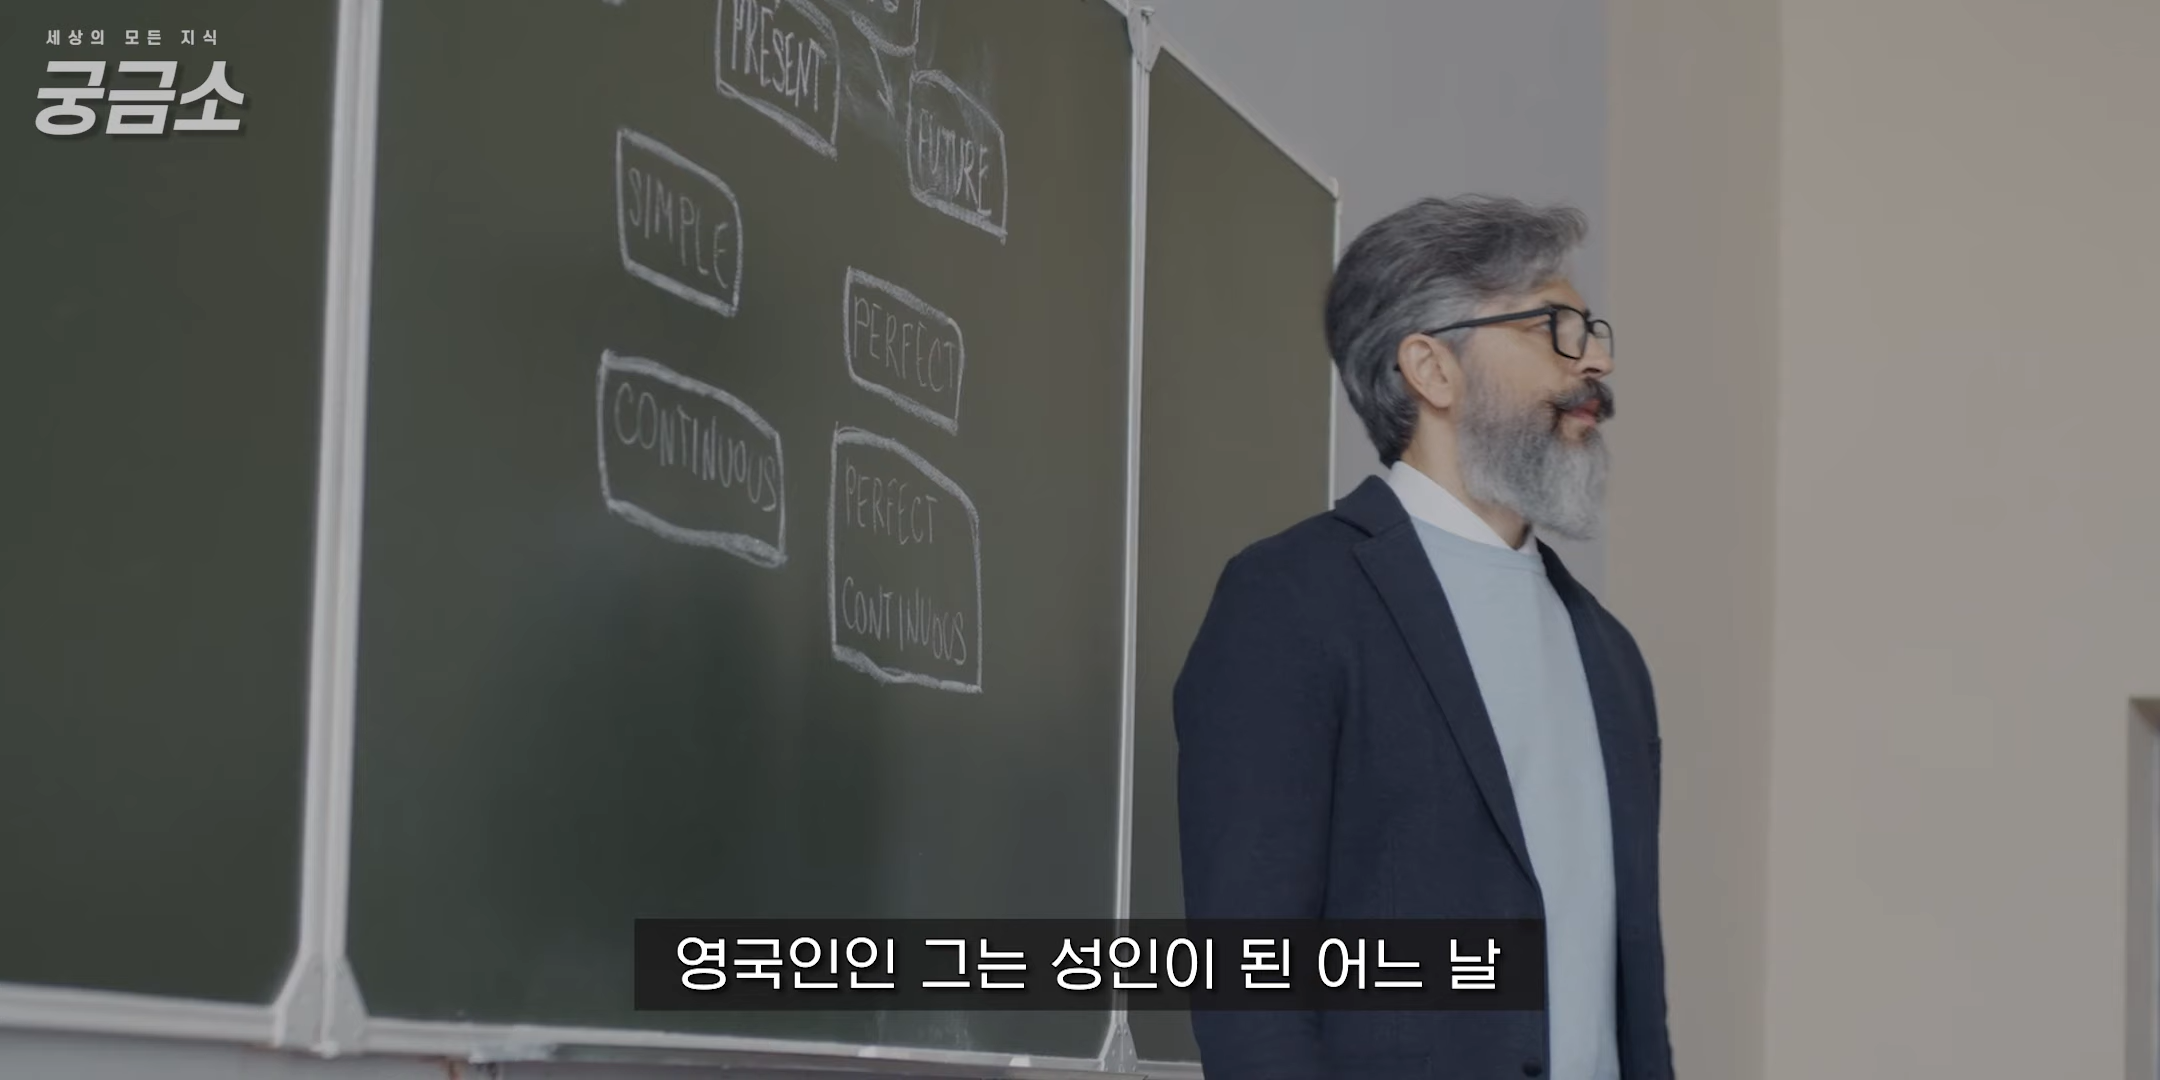 세상의 모든 지식
궁금소
PRESENT
FUTURE
SIMPLE
PERFECT
CONTINUOUS
PERFECT
CONTINUOUS
영국인인 그는 성인이 된 어느 날